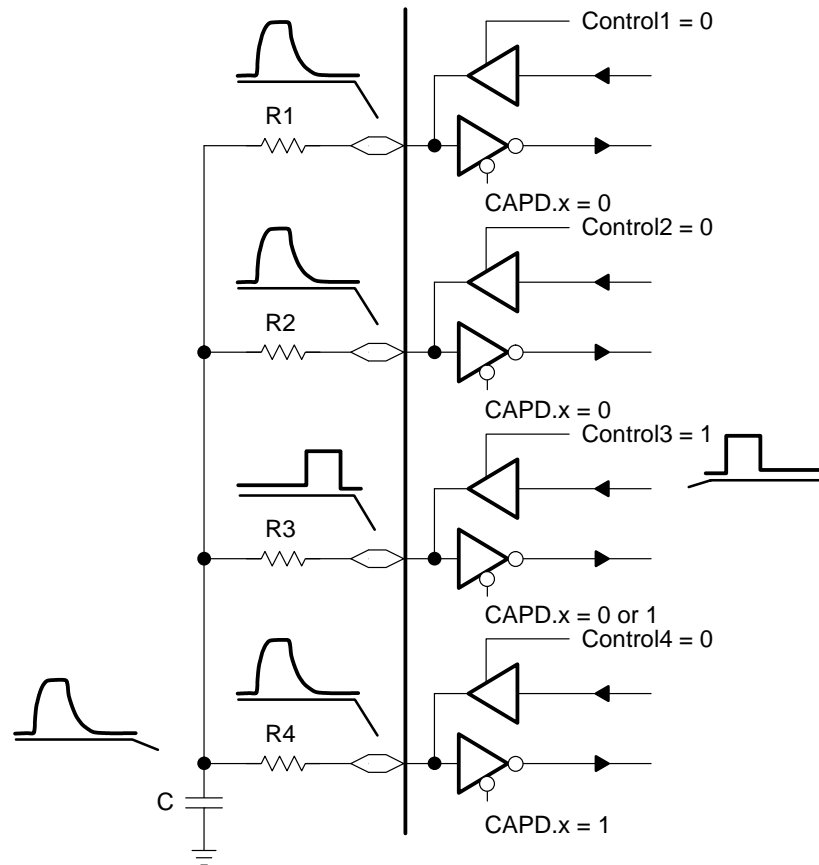 Control1 = 0
R1
CAPD.x = 0
Control2 = 0
R2
CAPD.x = 0
Control3 = 1
R3
CAPD.x = 0 or 1
Control4 = 0
R4
C
CAPD.x = 1